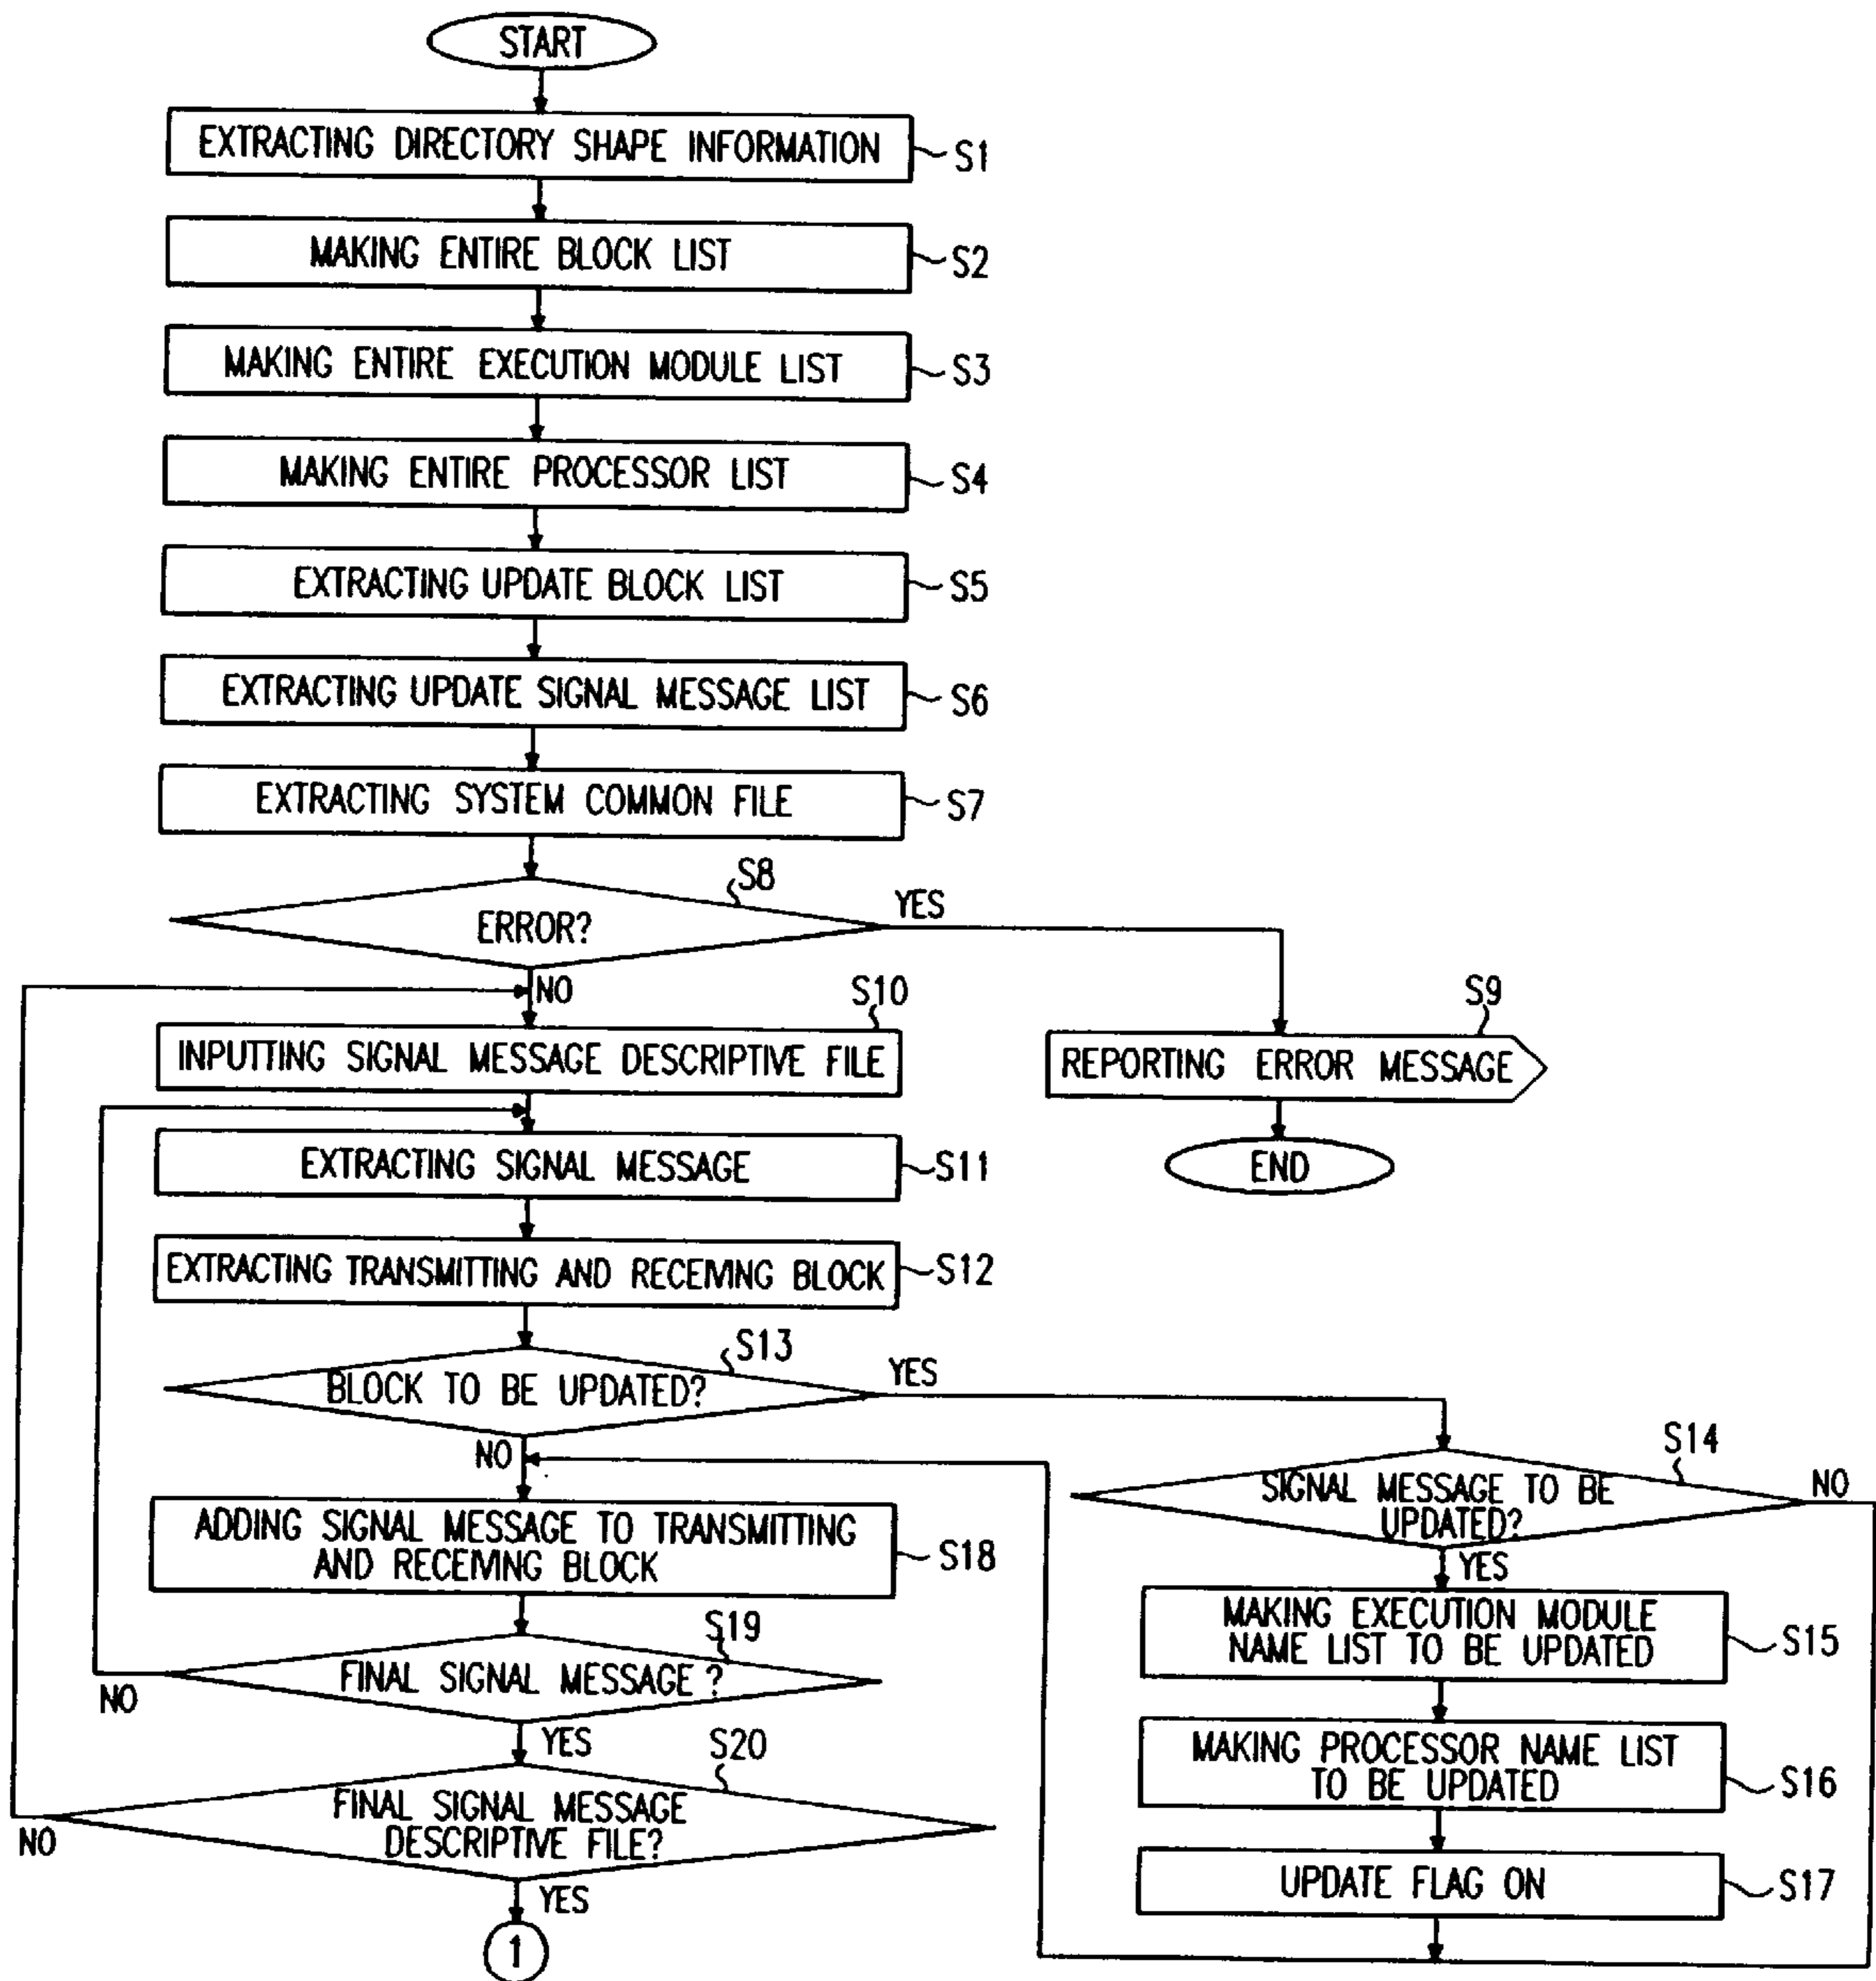 START
EXTRACTING DIRECTORY SHAPE INFORMATION
S1
MAKING ENTIRE BLOCK LIST
S2
MAKING ENTIRE EXECUTION MODULE LIST
S3
MAKING ENTIRE PROCESSOR LIST
S4
EXTRACTING UPDATE BLOCK LIST
S5
EXTRACTING UPDATE SIGNAL MESSAGE LIST
S6
EXTRACTING SYSTEM COMMON FILE
S7
S8
ERROR?
YES
NO
S10
INPUTTING SIGNAL MESSAGE DESCRIPTIVE FILE
S9
REPORTING ERROR MESSAGE
END
EXTRACTING SIGNAL MESSAGE
S11
EXTRACTING TRANSMITTING AND RECEIVING BLOCK
S12
S13
BLOCK TO BE UPDATED?
YES
NO
S14
SIGNAL MESSAGE TO BE
UPDATED?
NO
YES
MAKING EXECUTION MODULE
NAME LIST TO BE UPDATED
S15
MAKING PROCESSOR NAME LIST
TO BE UPDATED
S16
UPDATE FLAG ON
S17
ADDING SIGNAL MESSAGE TO TRANSMITTING
AND RECEIVING BLOCK
S18
S19
FINAL SIGNAL MESSAGE ?
NO
YES
S20
FINAL SIGNAL MESSAGE
DESCRIPTIVE FILE?
NO
YES
1